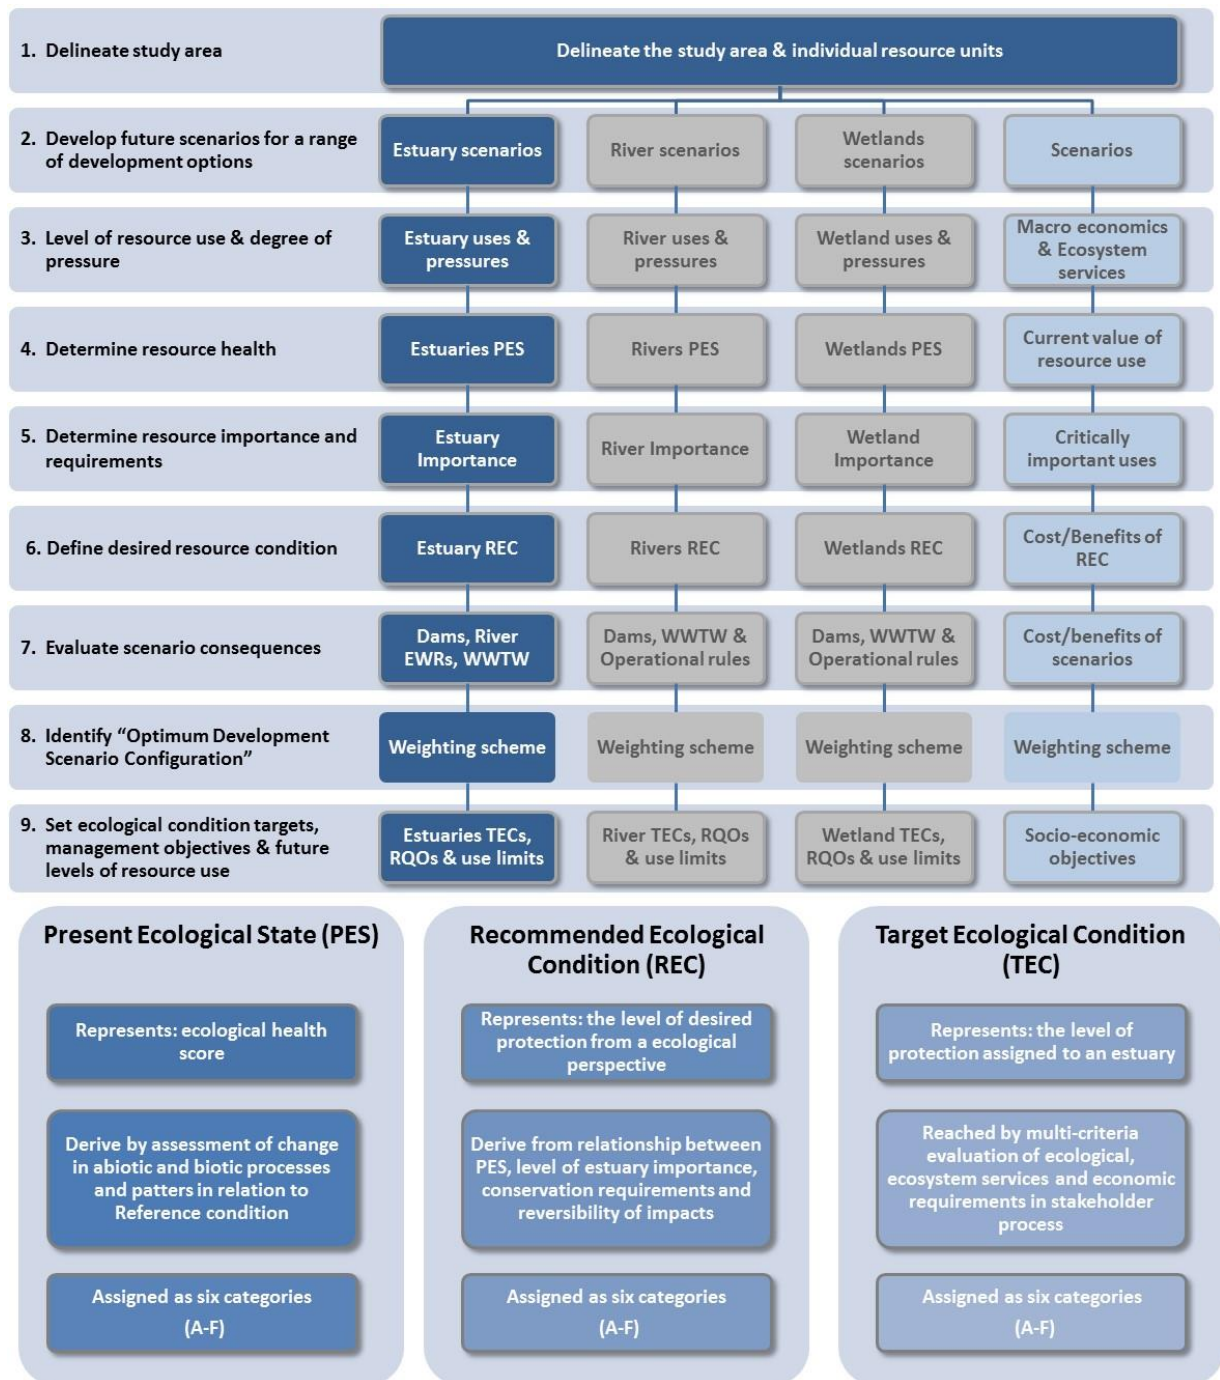 1. Delineate study area
Delineate the study area & individual resource units
2. Develop future scenarios for a range
of development options
Estuary scenarios
River scenarios
Wetlands
scenarios
Scenarios
3. Level of resource use & degree of
pressure
Estuary uses &
pressures
River uses &
pressures
Wetland uses &
pressures
Macro economics
& Ecosystem
services
4. Determine resource health
Estuaries PES
Rivers PES
Wetlands PES
Current value of
resource use
5. Determine resource importance and
requirements
Estuary
Importance
River Importance
Wetland
Importance
Critically
important uses
6. Define desired resource condition
Estuary REC
Rivers REC
Wetlands REC
Cost/Benefits of
REC
7. Evaluate scenario consequences
Dams, River
EWRs, WWTW
Dams, WWTW &
Operational rules
Dams, WWTW &
Operational rules
Cost/benefits of
scenarios
8. Identify “Optimum Development
Scenario Configuration”
Weighting scheme
Weighting scheme
Weighting scheme
Weighting scheme
9. Set ecological condition targets,
management objectives & future
levels of resource use
Estuaries TECs,
RQOs & use limits
River TECs, RQOs
& use limits
Wetland TECs,
RQOs & use limits
Socio-economic
objectives
Present Ecological State (PES)
Represents: ecological health
score
Derive by assessment of change
in abiotic and biotic processes
and patters in relation to
Reference condition
Assigned as six categories
(A-F)
Recommended Ecological
Condition (REC)
Represents: the level of desired
protection from a ecological
perspective
Derive from relationship between
PES, level of estuary importance,
conservation requirements and
reversibility of impacts
Assigned as six categories
(A-F)
Target Ecological Condition
(TEC)
Represents: the level of
protection assigned to an estuary
Reached by multi-criteria
evaluation of ecological,
ecosystem services and economic
requirements in stakeholder
process
Assigned as six categories
(A-F)